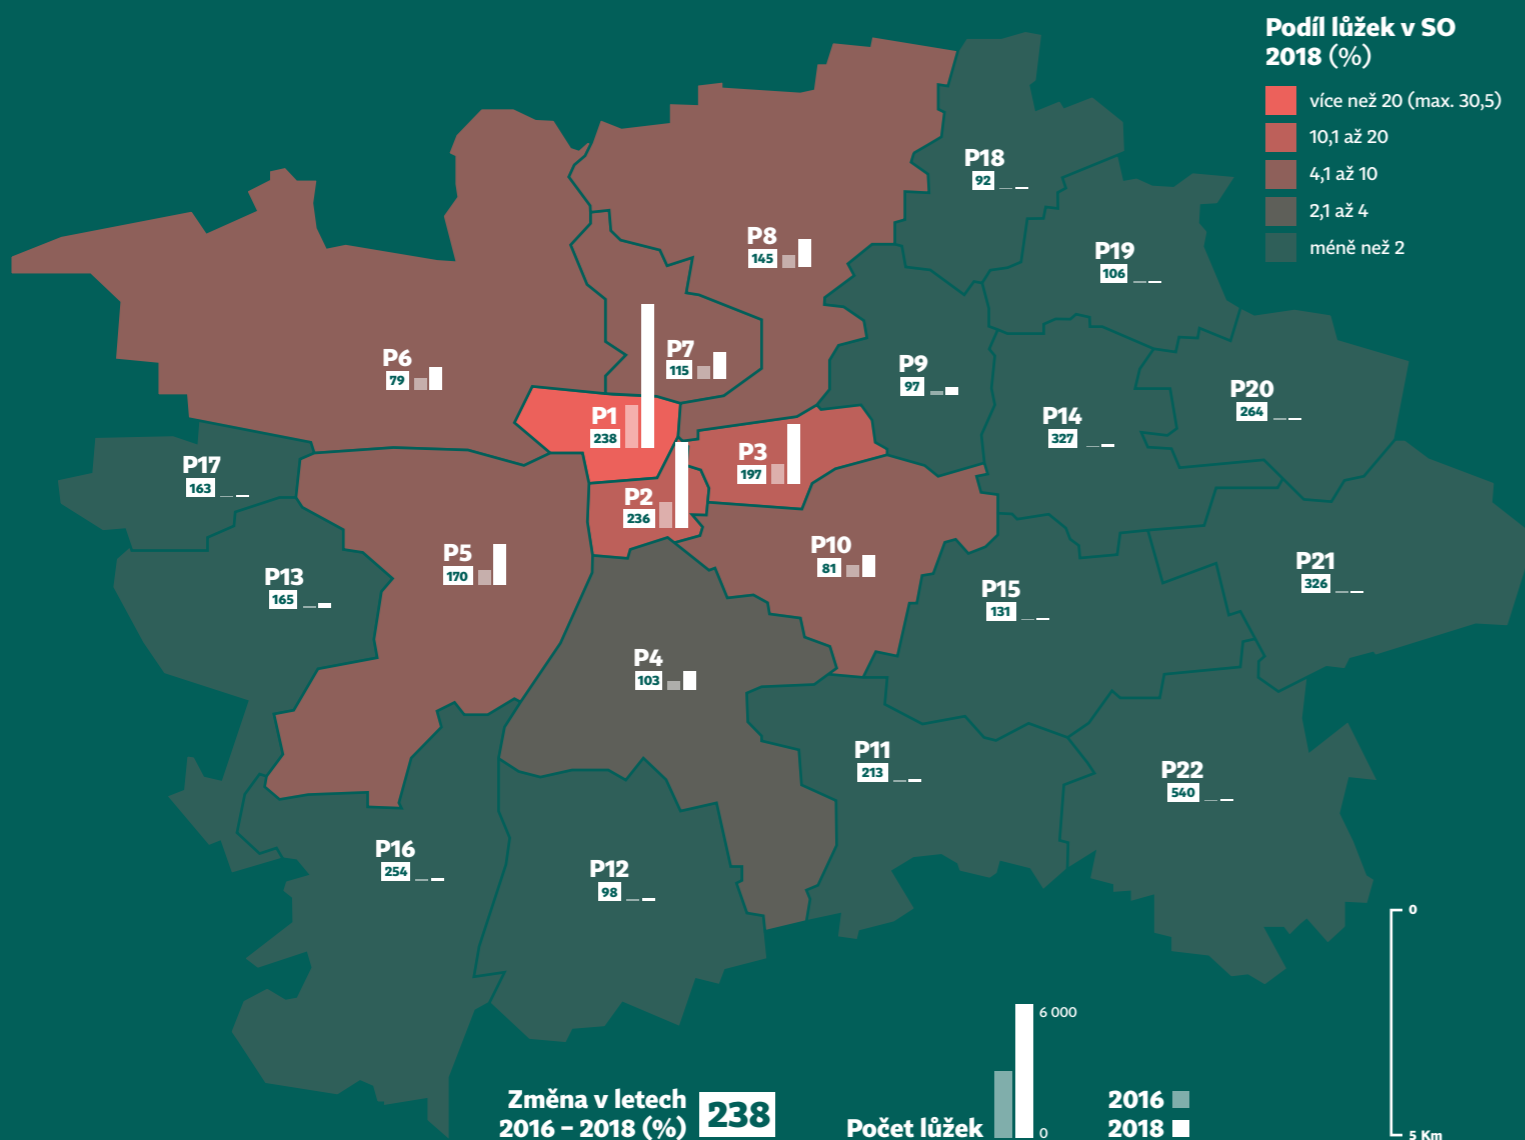 Podíl lůžek v SO
2018 (%)
více než 20 (max. 30,5)
10,1 až 20
4,1 až 10
2,1 až 4
méně než 2
P18
92
P8
145
P19
106
P7
115
P6
79
P9
97
P20
264
P1
238
P14
327
P3
197
P17
163
P2
236
P10
81
P5
170
P21
326
P13
165
P15
131
P4
103
P11
213
P22
540
P16
254
P12
98
0
5 Km
Změna v letech
2016 – 2018 (%)
238
Počet lůžek
6 000
0
2016
2018